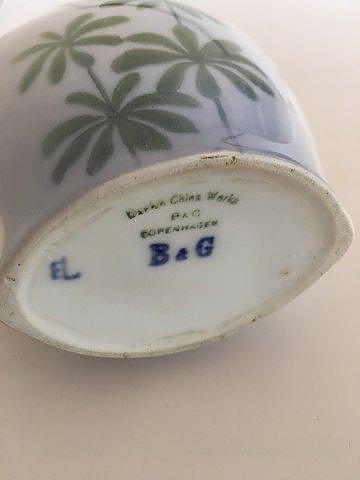 Danish China Works
B & G
COPENHAGEN
B & G
EL